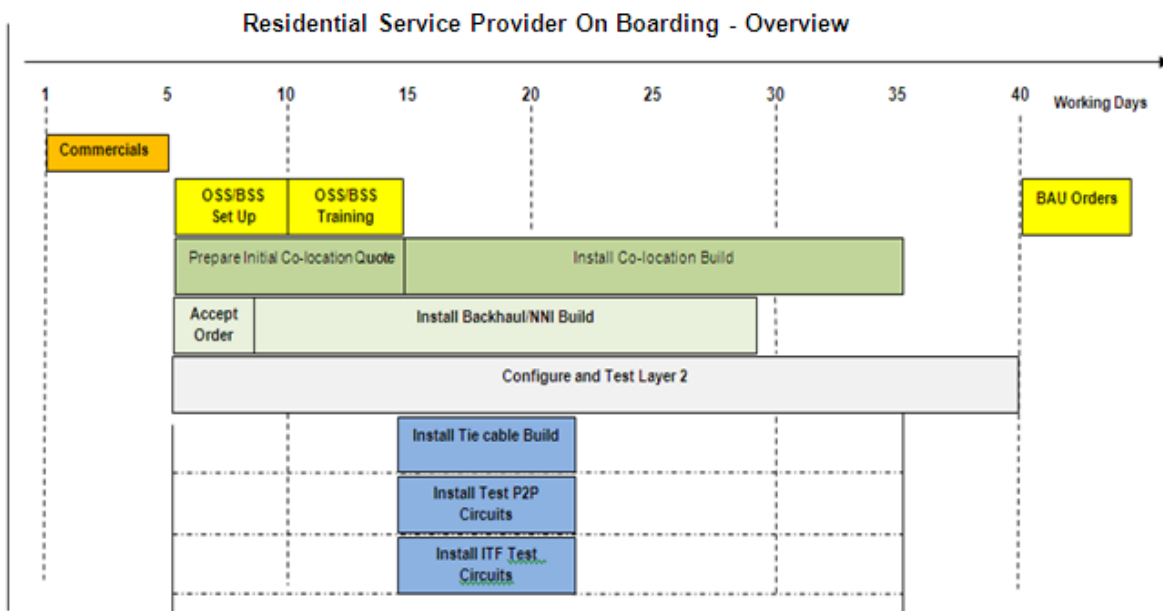 Residential Service Provider On Boarding - Overview
1 5 10 15 20 25 30 35 40 Working Days
Commercials
OSS/BSS
Set Up
OSS/BSS
Training
BAU Orders
Prepare Initial Co-location Quote
Install Co-location Build
Accept
Order
Install Backhaul/NNI Build
Configure and Test Layer 2
Install Tie cable Build
Install Test P2P
Circuits
Install ITF Test
Circuits